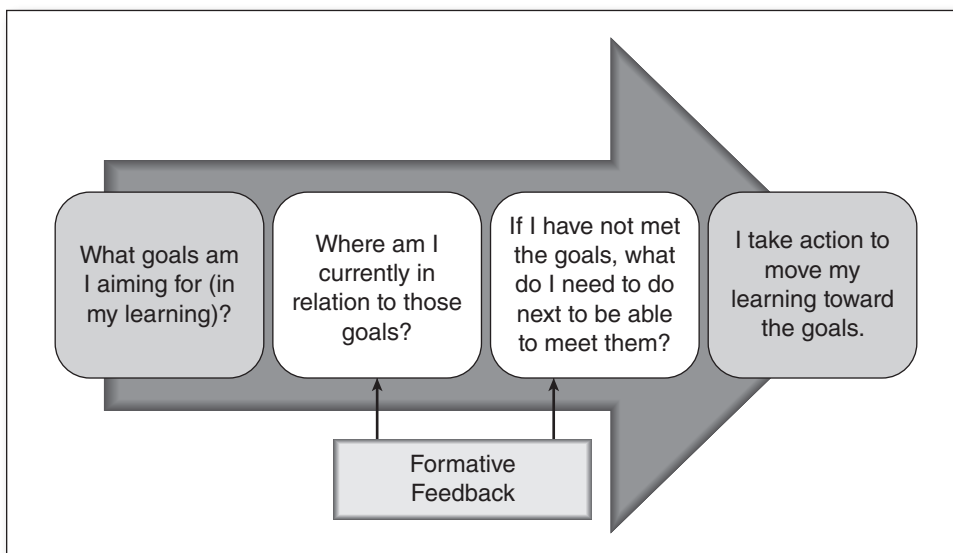 What goals am
I aiming for (in
my learning)?
Where am I
currently in
relation to those
goals?
If I have not met
the goals, what
do I need to do
next to be able
to meet them?
I take action to
move my
learning toward
the goals.
Formative
Feedback